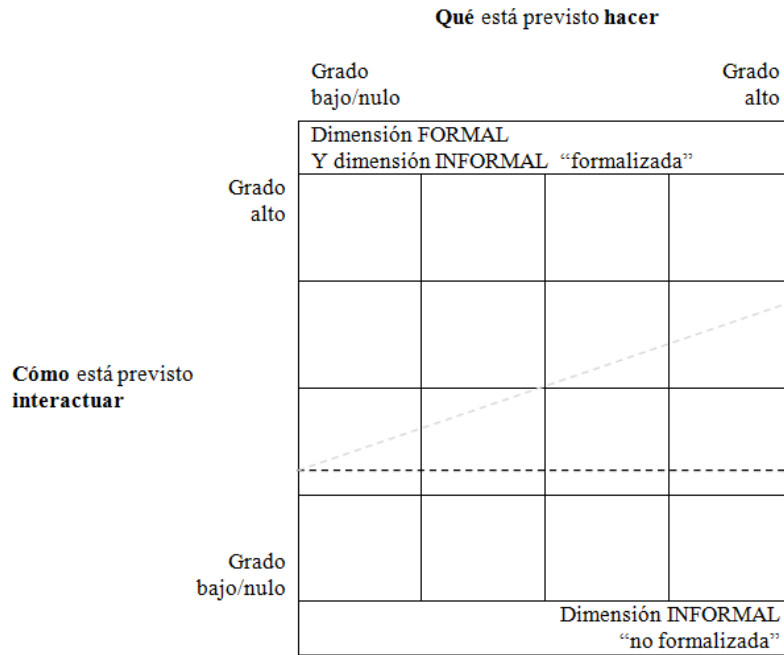 Qué está previsto hacer
Grado
bajo/nulo
Grado
alto
Dimensión FORMAL
Y dimensión INFORMAL “formalizada”
Grado
alto
Cómo está previsto
interactuar
Grado
bajo/nulo
Dimensión INFORMAL
“no formalizada”